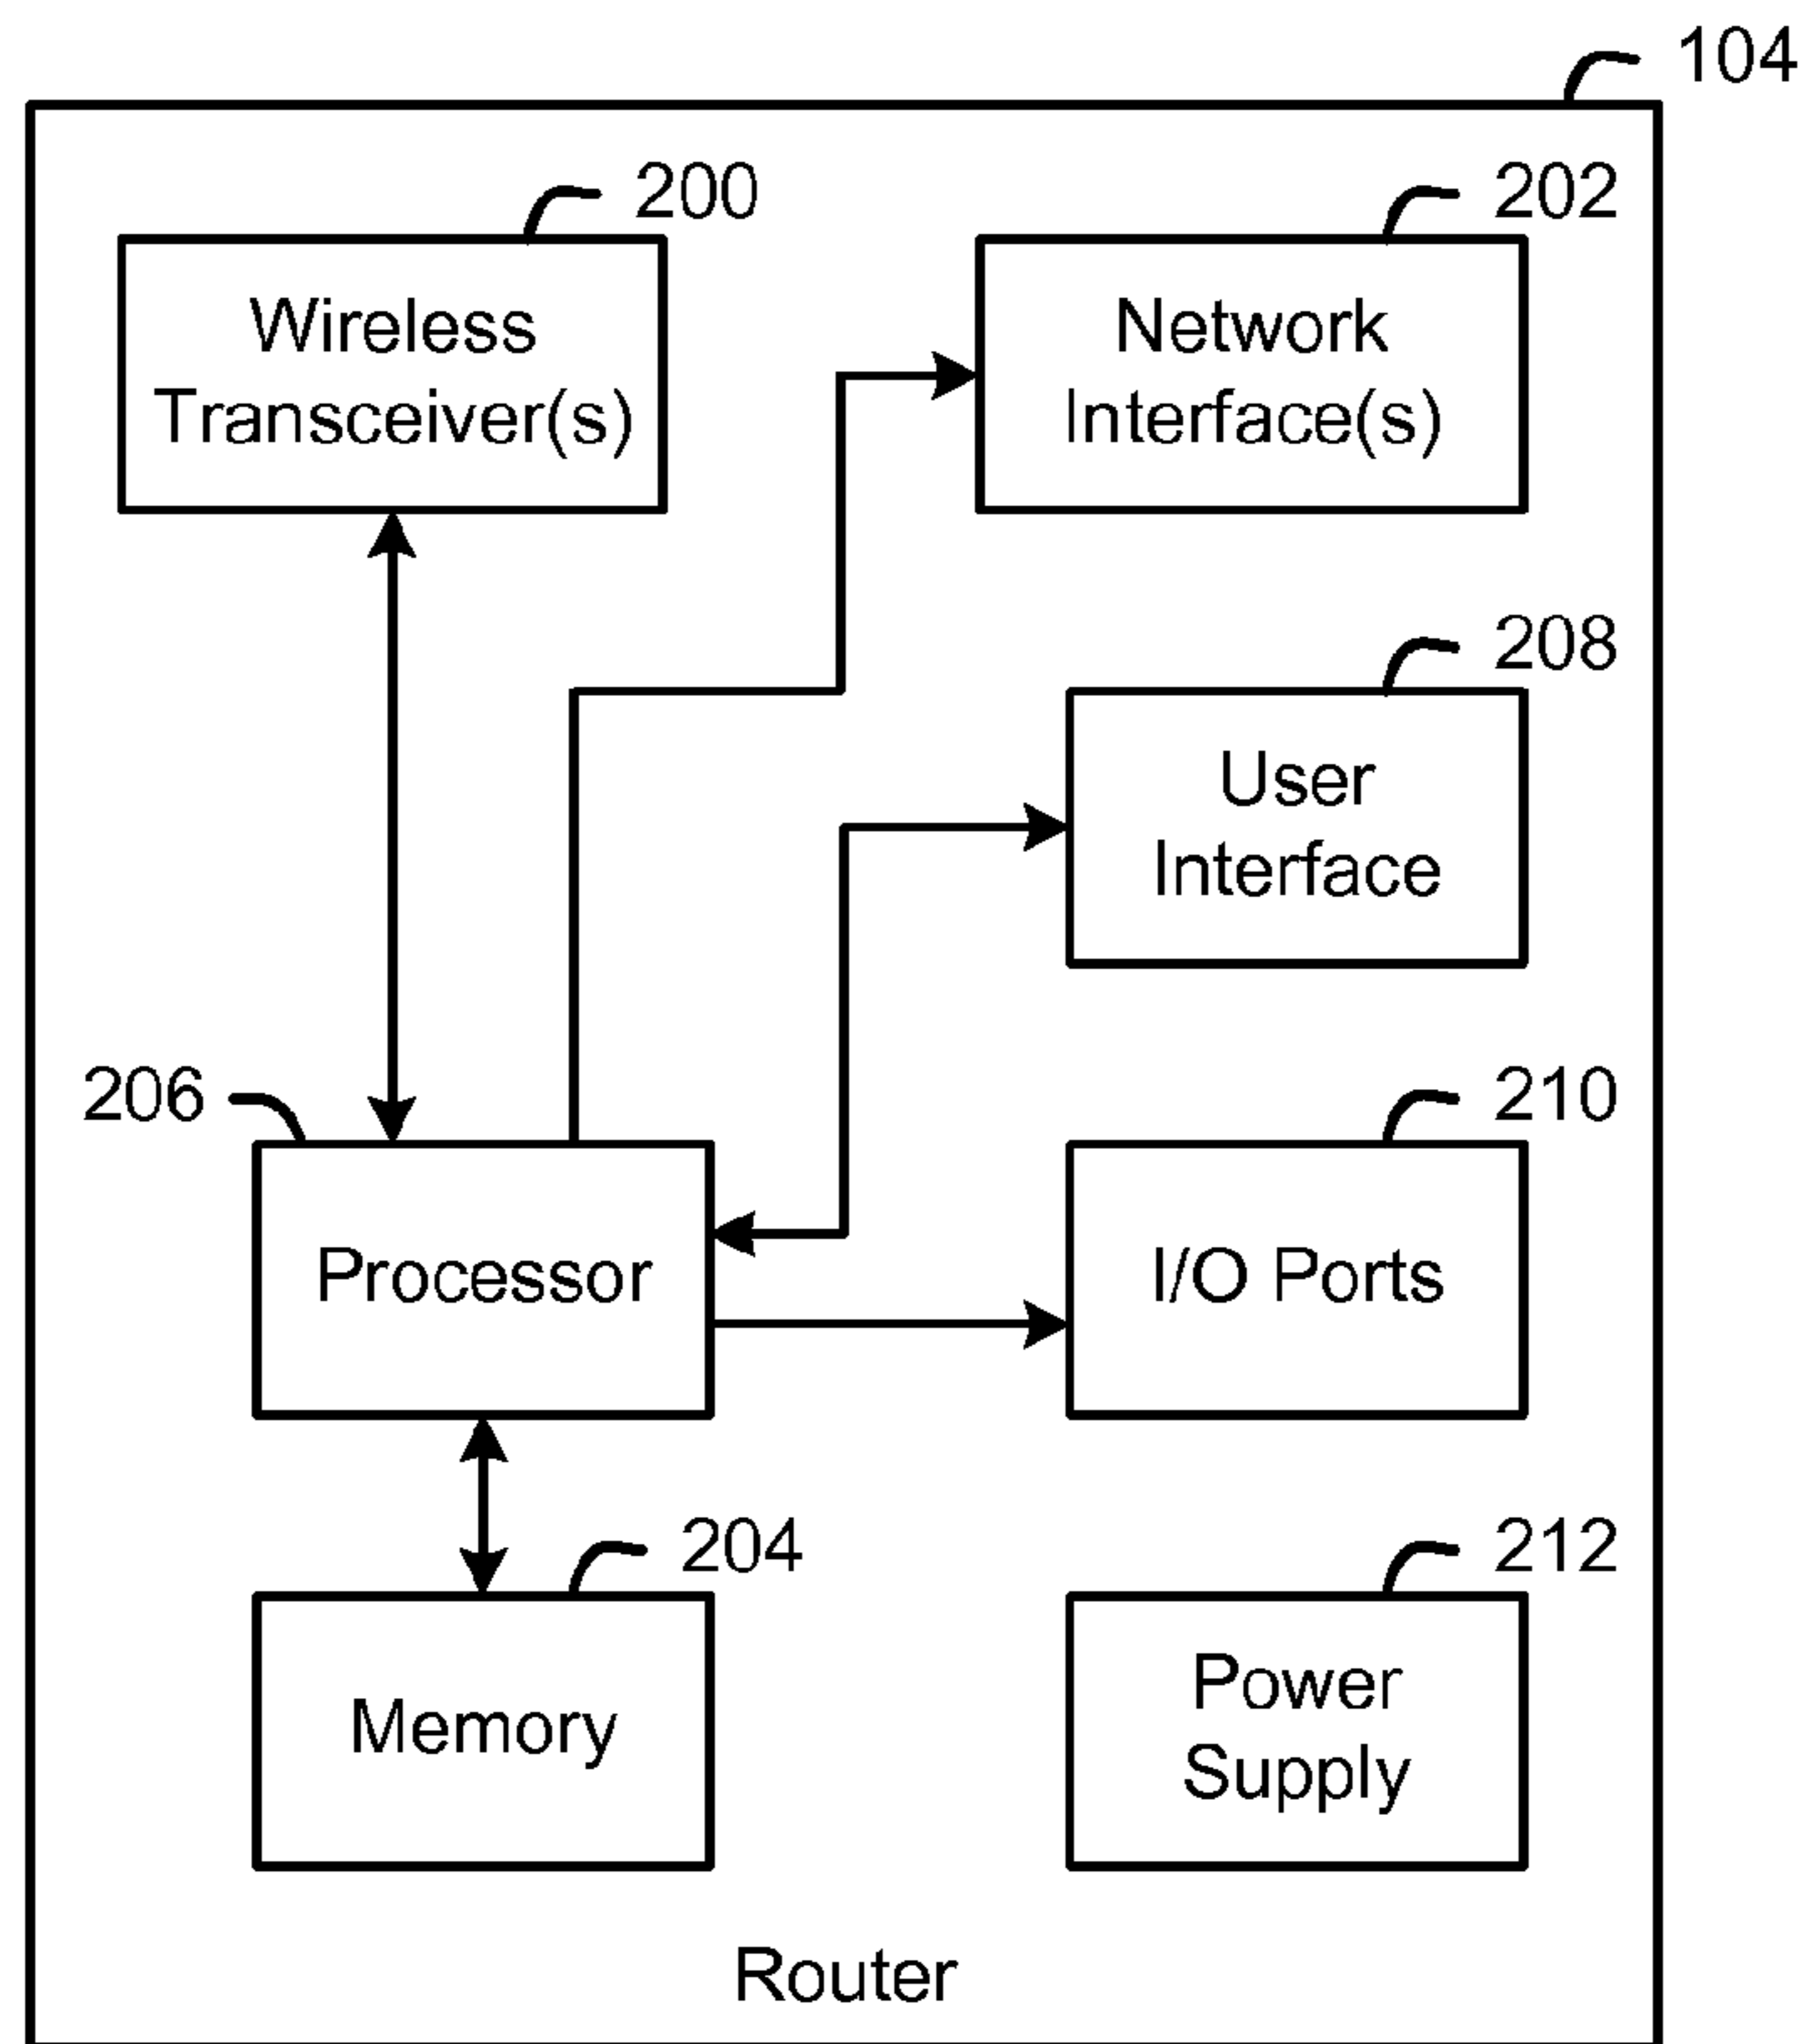 104
200
202
Wireless
Transceiver(s)
Network
Interface(s)
208
User
Interface
206
210
Processor
I/O Ports
204
212
Memory
Power
Supply
Router